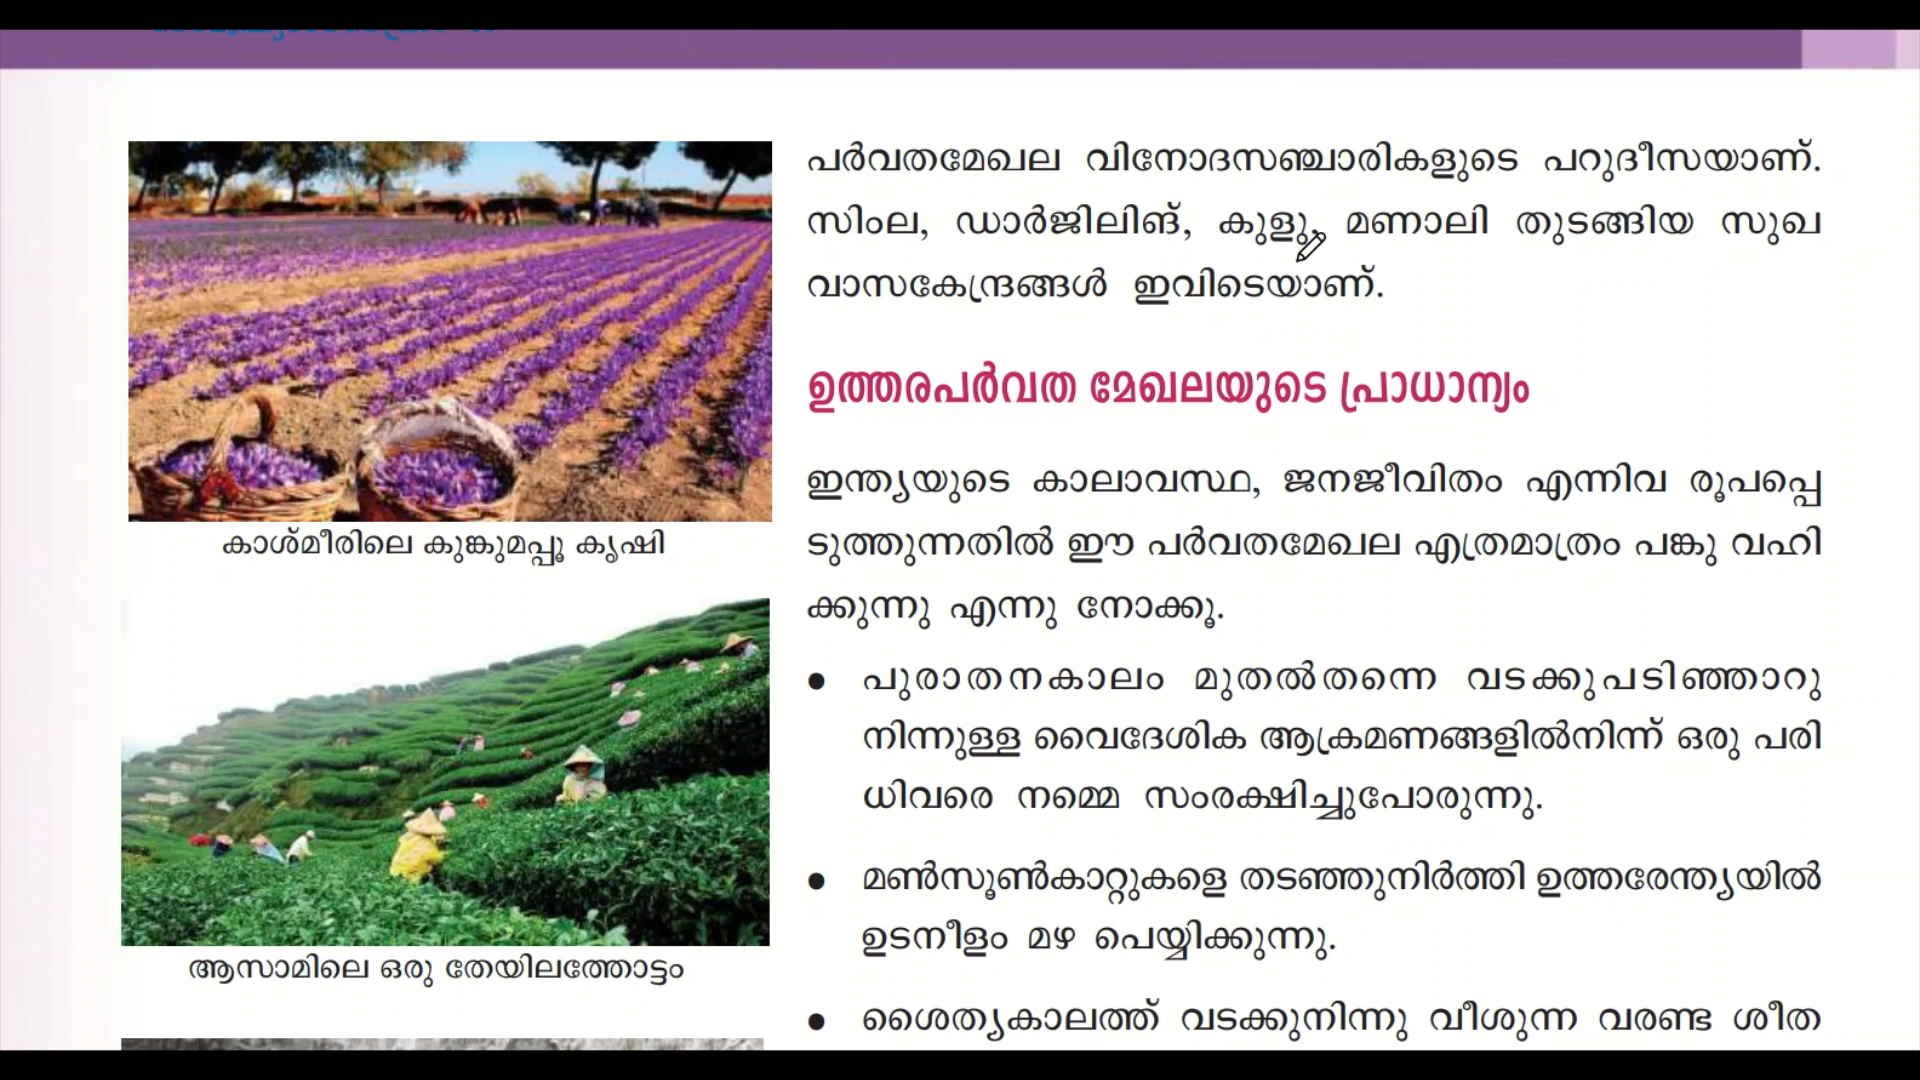 പർവതമേഖല വിനോദസഞ്ചാരികളുടെ പറുദീസയാണ്.
സിംല, ഡാർജിലിങ്, കുളു, മണാലി തുടങ്ങിയ സുഖ
വാസകേന്ദ്രങ്ങൾ ഇവിടെയാണ്.
ഉത്തരപർവത മേഖലയുടെ പ്രാധാന്യം
ഇന്ത്യയുടെ കാലാവസ്ഥ, ജനജീവിതം എന്നിവ രൂപപ്പെ
ടുത്തുന്നതിൽ ഈ പർവതമേഖല എത്രമാത്രം പങ്കു വഹി
ക്കുന്നു എന്നു നോക്കൂ.
● പുരാതനകാലം മുതൽതന്നെ വടക്കുപടിഞ്ഞാറു
നിന്നുള്ള വൈദേശിക ആക്രമണങ്ങളിൽനിന്ന് ഒരു പരി
ധിവരെ നമ്മെ സംരക്ഷിച്ചുപോരുന്നു.
● മൺസൂൺകാറ്റുകളെ തടഞ്ഞുനിർത്തി ഉത്തരേന്ത്യയിൽ
ഉടനീളം മഴ പെയ്യിക്കുന്നു.
● ശൈത്യകാലത്ത് വടക്കുനിന്നു വീശുന്ന വരണ്ട ശീത
കാശ്മീരിലെ കുങ്കുമപ്പൂ കൃഷി
ആസാമിലെ ഒരു തേയിലത്തോട്ടം